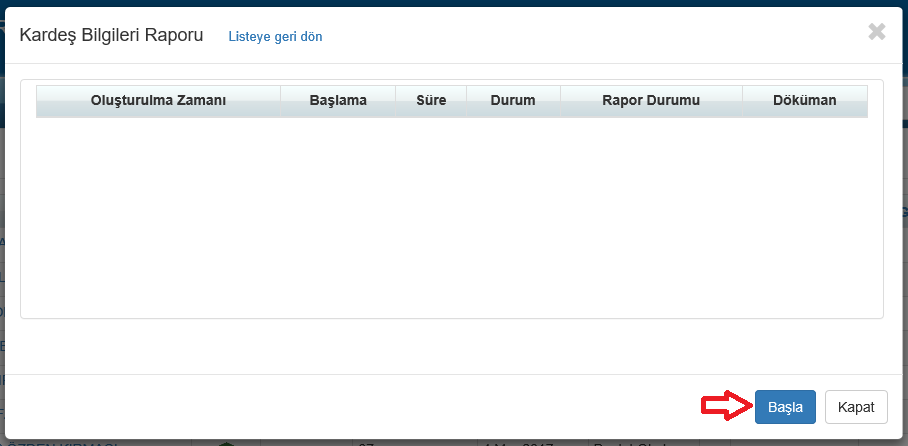 Kardeş Bilgileri Raporu Listeye geri dön
Oluşturulma Zamanı Başlama Süre Durum Rapor Durumu Döküman
Başla Kapat